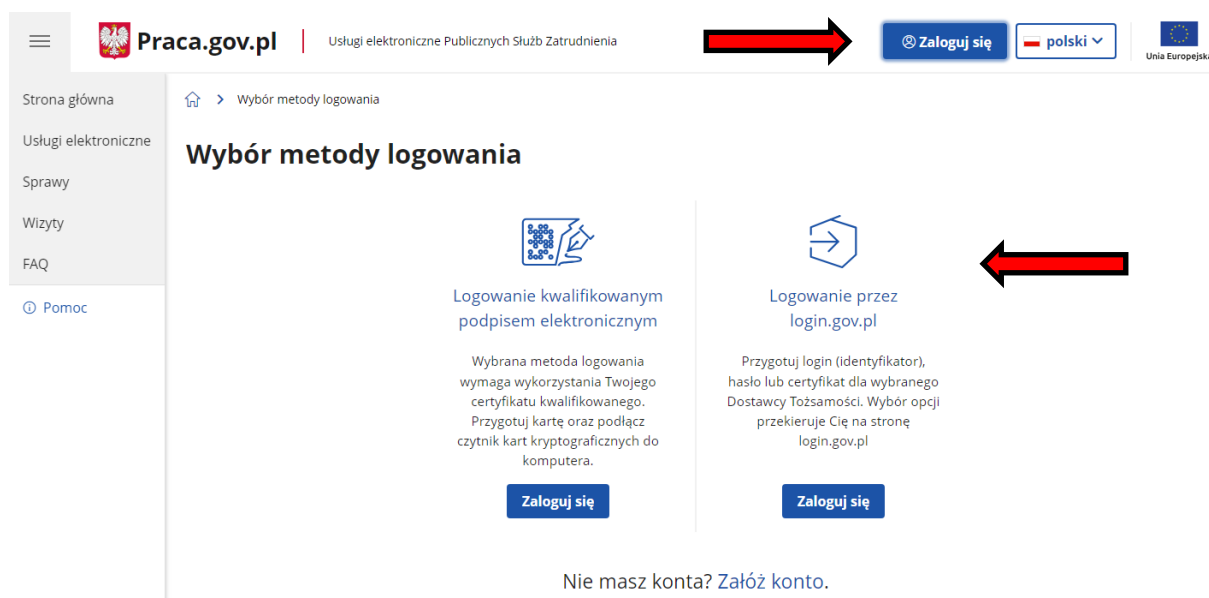 Praca.gov.pl
Usługi elektroniczne Publicznych Służb Zatrudnienia
Zaloguj się
polski
Unia Europejska
Strona główna
Usługi elektroniczne
Sprawy
Wizyty
FAQ
Pomoc
Wybór metody logowania
Wybór metody logowania
Logowanie kwalifikowanym
podpisem elektronicznym
Wybrana metoda logowania
wymaga wykorzystania Twojego
certyfikatu kwalifikowanego.
Przygotuj kartę oraz podłącz
czytnik kart kryptograficznych do
komputera.
Zaloguj się
Logowanie przez
login.gov.pl
Przygotuj login (identyfikator),
hasło lub certyfikat dla wybranego
Dostawcy Tożsamości. Wybór opcji
przekieruje Cię na stronę
login.gov.pl
Zaloguj się
Nie masz konta? Załóż konto.